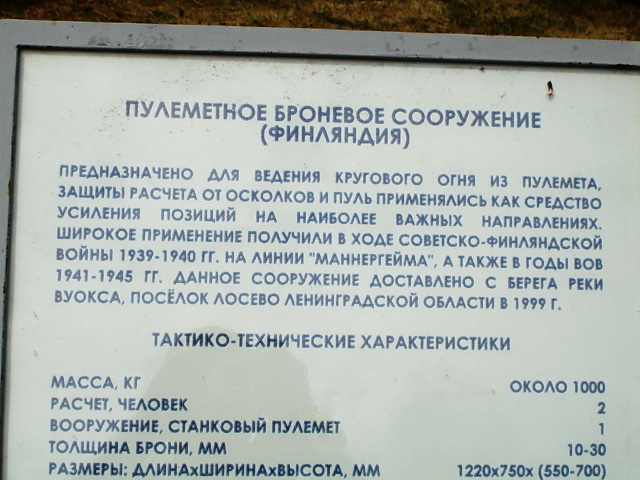 ПУЛЕМЕТНОЕ БРОНЕВОЕ СООРУЖЕНИЕ
(ФИНЛЯНДИЯ)
ПРЕДНАЗНАЧЕНО ДЛЯ ВЕДЕНИЯ КРУГОВОГО ОГНЯ ИЗ ПУЛЕМЕТА,
ЗАЩИТЫ РАСЧЕТА ОТ ОСКОЛКОВ И ПУЛЬ ПРИМЕНЯЛИСЬ КАК СРЕДСТВО
УСИЛЕНИЯ ПОЗИЦИЙ НА НАИБОЛЕЕ ВАЖНЫХ НАПРАВЛЕНИЯХ.
ШИРОКОЕ ПРИМЕНЕНИЕ ПОЛУЧИЛИ В ХОДЕ СОВЕТСКО-ФИНЛЯНДСКОЙ
ВОЙНЫ 1939-1940 ГГ. НА ЛИНИИ "МАННЕРГЕЙМА", А ТАКЖЕ В ГОДЫ ВОВ
1941-1945 ГГ. ДАННОЕ СООРУЖЕНИЕ ДОСТАВЛЕНО С БЕРЕГА РЕКИ
ВУОКСА, ПОСЁЛОК ЛОСЕВО ЛЕНИНГРАДСКОЙ ОБЛАСТИ В 1999 Г.
ТАКТИКО-ТЕХНИЧЕСКИЕ ХАРАКТЕРИСТИКИ
МАССА, КГ ОКОЛО 1000
РАСЧЕТ, ЧЕЛОВЕК 2
ВООРУЖЕНИЕ, СТАНКОВЫЙ ПУЛЕМЕТ 1
ТОЛЩИНА БРОНИ, ММ 10-30
РАЗМЕРЫ: ДЛИНАхШИРИНАхВЫСОТА, ММ 1220х750х (550-700)